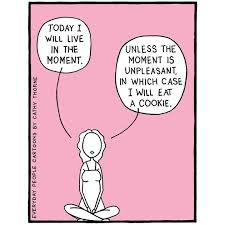 TODAY I
WILL LIVE
IN THE
MOMENT.
UNLESS THE
MOMENT IS
UNPLEASANT,
IN WHICH CASE
I WILL EAT
A COOKIE.
EVERYDAY PEOPLE CARTOONS BY CATHY THORNE